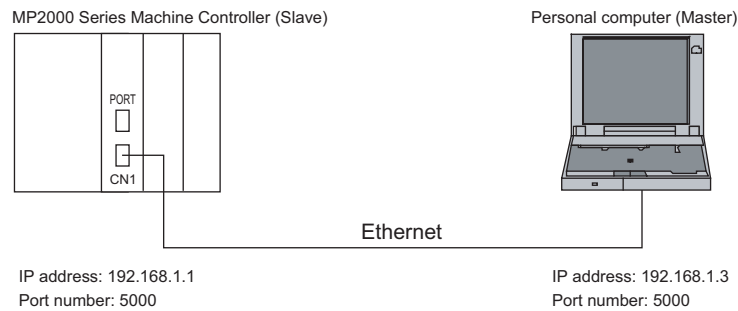 MP2000 Series Machine Controller (Slave)
Personal computer (Master)
PORT
CN1
Ethernet
IP address: 192.168.1.1
Port number: 5000
IP address: 192.168.1.3
Port number: 5000